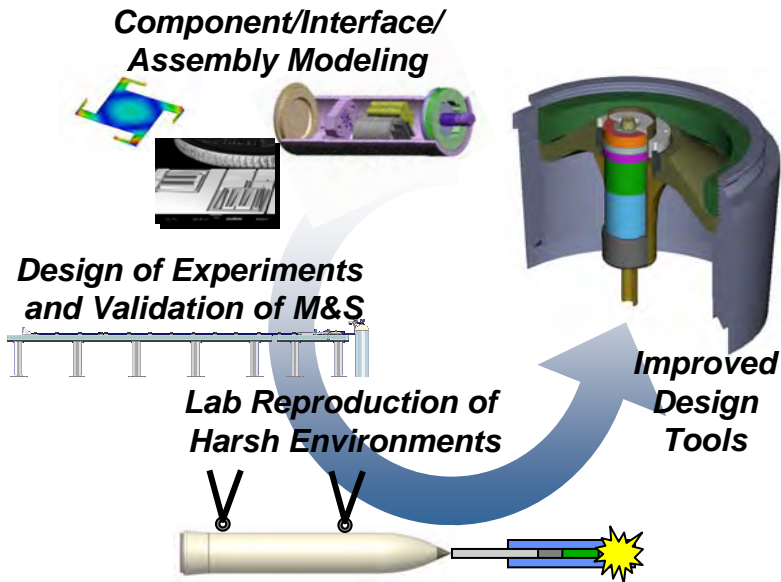 Component/Interface/
Assembly Modeling
Design of Experiments
and Validation of M&S
Lab Reproduction of
Harsh Environments
Improved
Design
Tools